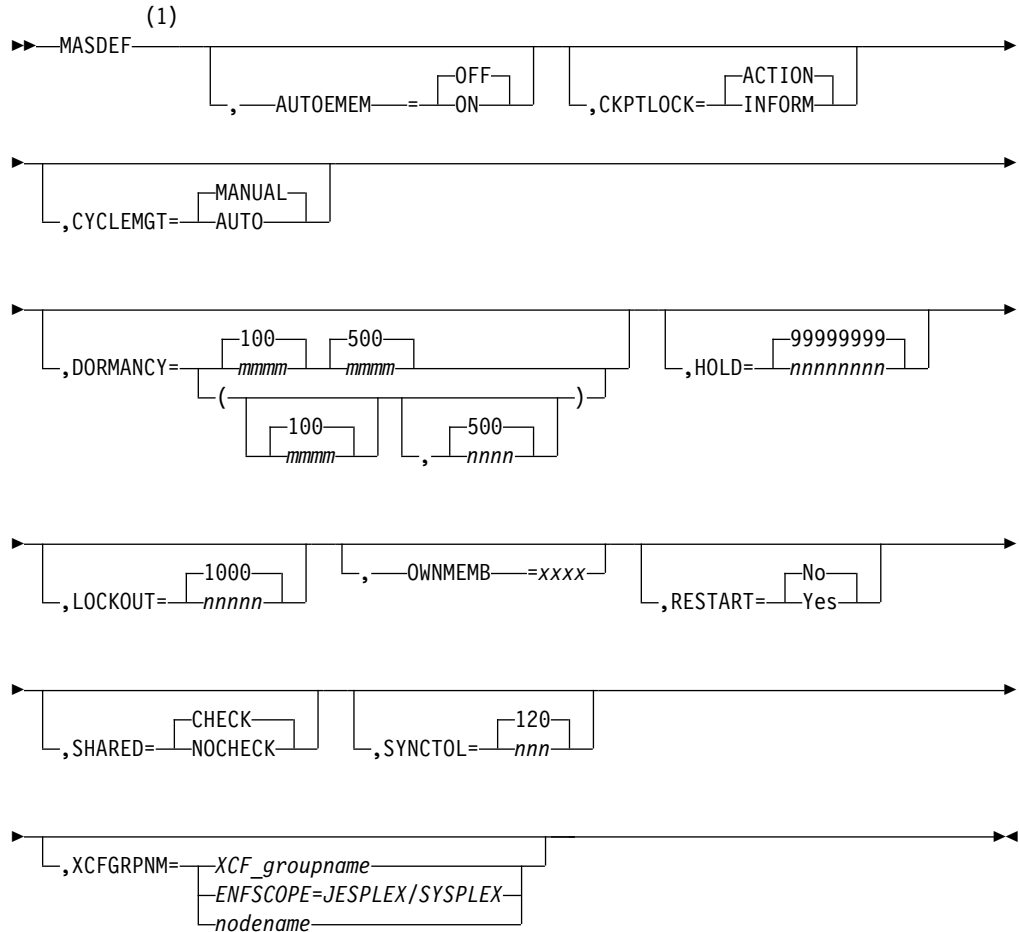 (1)
MASDEF
OFF
ACTION
, AUTOEMEM = ON
,CKPTLOCK= INFORM
MANUAL
,CYCLEMGT= AUTO
100 500
99999999
,DORMANCY= mmmm mmmm
,HOLD= nnnnnnnn
( )
100
500
mmmm
, nnnn
1000
No
,LOCKOUT= nnnnn
, OWNMEMB =xxxx
,RESTART= Yes
CHECK
120
,SHARED= NOCHECK
,SYNCTOL= nnn
,XCFGRPNM= XCF_groupname
ENFSCOPE=JESPLEX/SYSPLEX
nodename